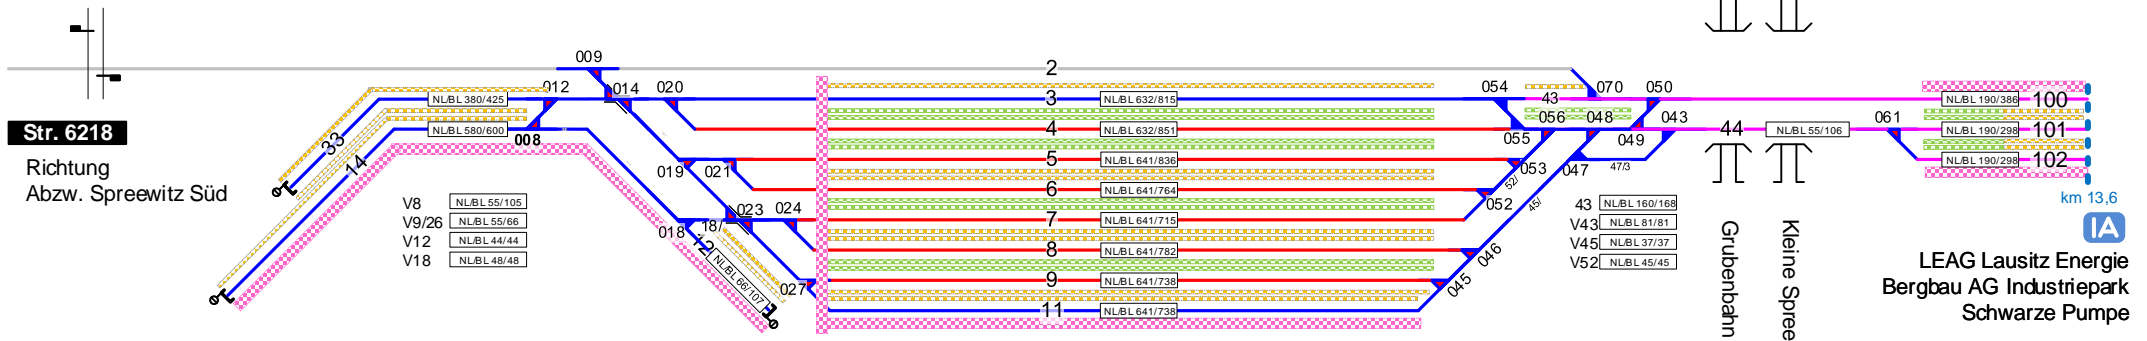 Str. 6218
Richtung
Abzw. Spreewitz Süd
009
2
012
014
020
054
070
050
NL/BL 380/425
3
NL/BL 632/815
43
NL/BL 190/386
100
33
NL/BL 580/600
008
4
NL/BL 632/851
056
048
055
049
043
44
NL/BL 55/106
061
NL/BL 190/298
101
14
019
021
5
NL/BL 641/836
053
047
47/3
NL/BL 190/298
102
6
NL/BL 641/764
52/
052
45/
km 13,6
V8 NL/BL 55/105
V9/26 NL/BL 55/66
V12 NL/BL 44/44
V18 NL/BL 48/48
018
18/
023
024
12
NL/BL 66/107
027
7
NL/BL 641/715
8
NL/BL 641/782
046
9
NL/BL 641/738
045
11
NL/BL 641/738
43 NL/BL 160/168
V43 NL/BL 81/81
V45 NL/BL 37/37
V52 NL/BL 45/45
Grubenbahn
Kleine Spree
IA
LEAG Lausitz Energie
Bergbau AG Industriepark
Schwarze Pumpe